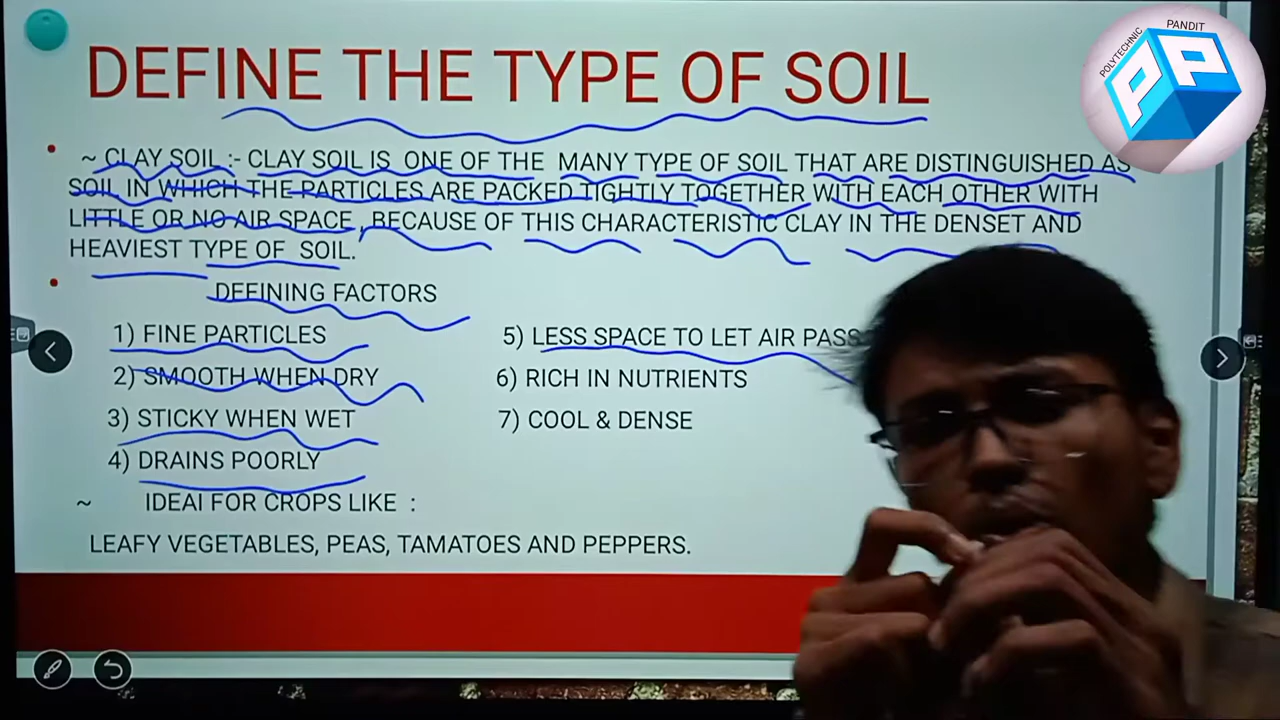 POLYTECHNIC PANDIT
PP
DEFINE THE TYPE OF SOIL
~ CLAY SOIL :- CLAY SOIL IS ONE OF THE MANY TYPE OF SOIL THAT ARE DISTINGUISHED AS
SOIL IN WHICH THE PARTICLES ARE PACKED TIGHTLY TOGETHER WITH EACH OTHER WITH
LITTLE OR NO AIR SPACE , BECAUSE OF THIS CHARACTERISTIC CLAY IN THE DENSET AND
HEAVIEST TYPE OF SOIL.
DEFINING FACTORS
1) FINE PARTICLES
2) SMOOTH WHEN DRY
3) STICKY WHEN WET
4) DRAINS POORLY
5) LESS SPACE TO LET AIR PASS
6) RICH IN NUTRIENTS
7) COOL & DENSE
~ IDEAI FOR CROPS LIKE :
LEAFY VEGETABLES, PEAS, TAMATOES AND PEPPERS.